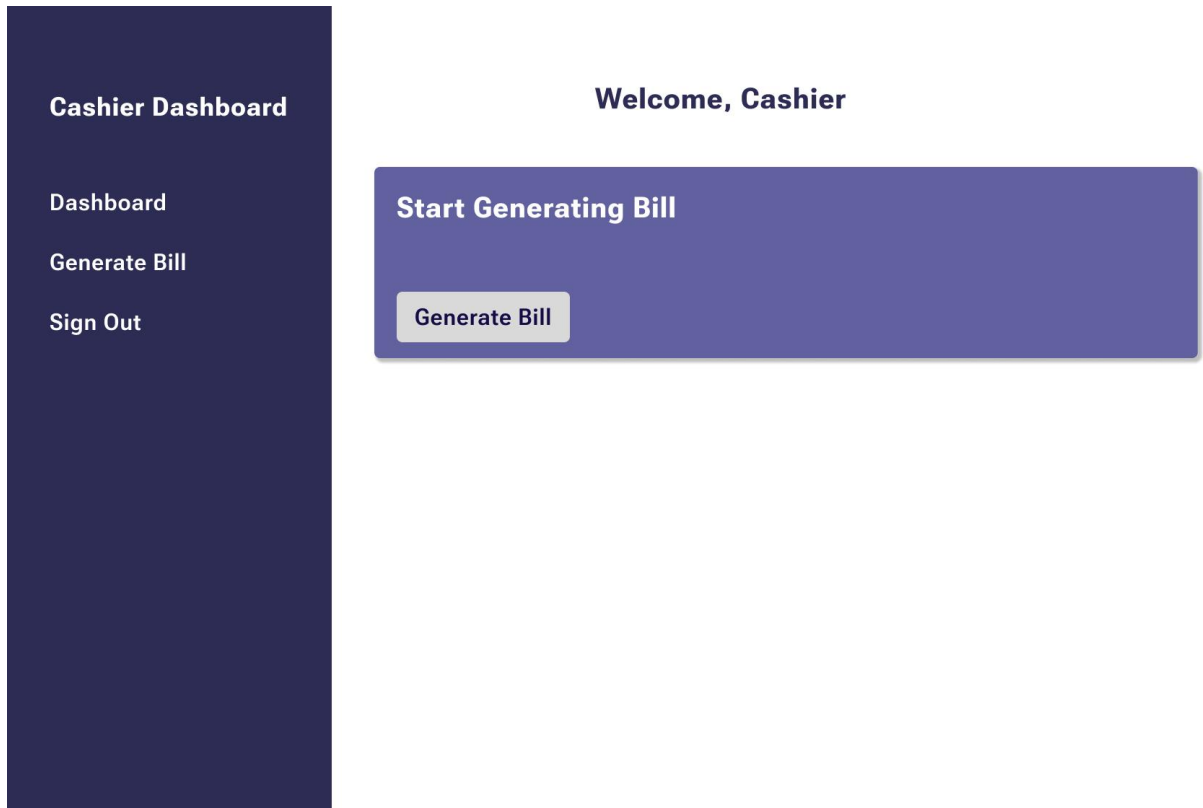 Cashier Dashboard
Dashboard
Generate Bill
Sign Out
Welcome, Cashier
Start Generating Bill
Generate Bill